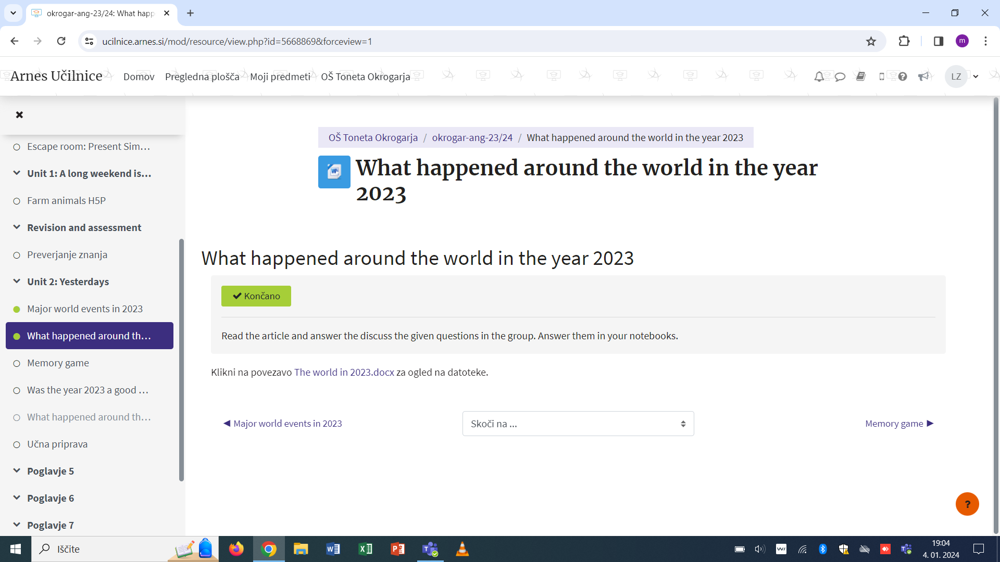 okrogar-ang-23/24: What happ
ucilnice.arnes.si/mod/resource/view.php?id=5668869&forceview=1
m
Arnes Učilnice
Domov
Pregledna plošča
Moji predmeti
OŠ Toneta Okrogarja
LZ
Escape room: Present Sim...
Unit 1: A long weekend is...
Farm animals H5P
Revision and assessment
Preverjanje znanja
Unit 2: Yesterdays
Major world events in 2023
What happened around th...
Memory game
Was the year 2023 a good ...
What happened around th...
Učna priprava
Poglavje 5
Poglavje 6
Poglavje 7
OŠ Toneta Okrogarja / okrogar-ang-23/24 / What happened around the world in the year 2023
What happened around the world in the year
2023
What happened around the world in the year 2023
Končano
Read the article and answer the discuss the given questions in the group. Answer them in your notebooks.
Klikni na povezavo The world in 2023.docx za ogled na datoteke.
◀ Major world events in 2023
Skoči na ...
Memory game ▶
?
Iščite
19:04
4. 01. 2024